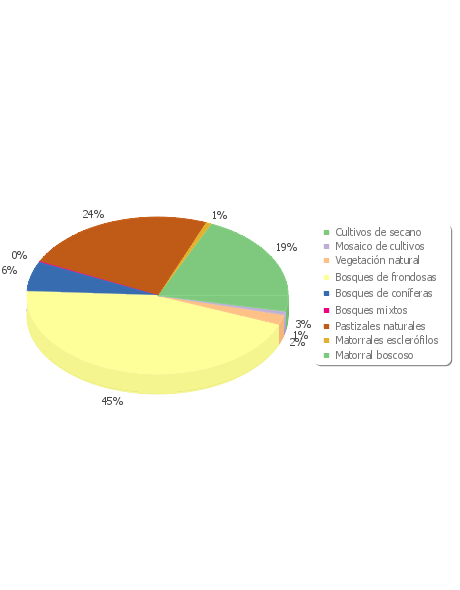 24%
1%
0%
6%
19%
3%
1%
2%
45%
Cultivos de secano
Mosaico de cultivos
Vegetación natural
Bosques de frondosas
Bosques de coníferas
Bosques mixtos
Pastizales naturales
Matorrales esclerófilos
Matorral boscoso